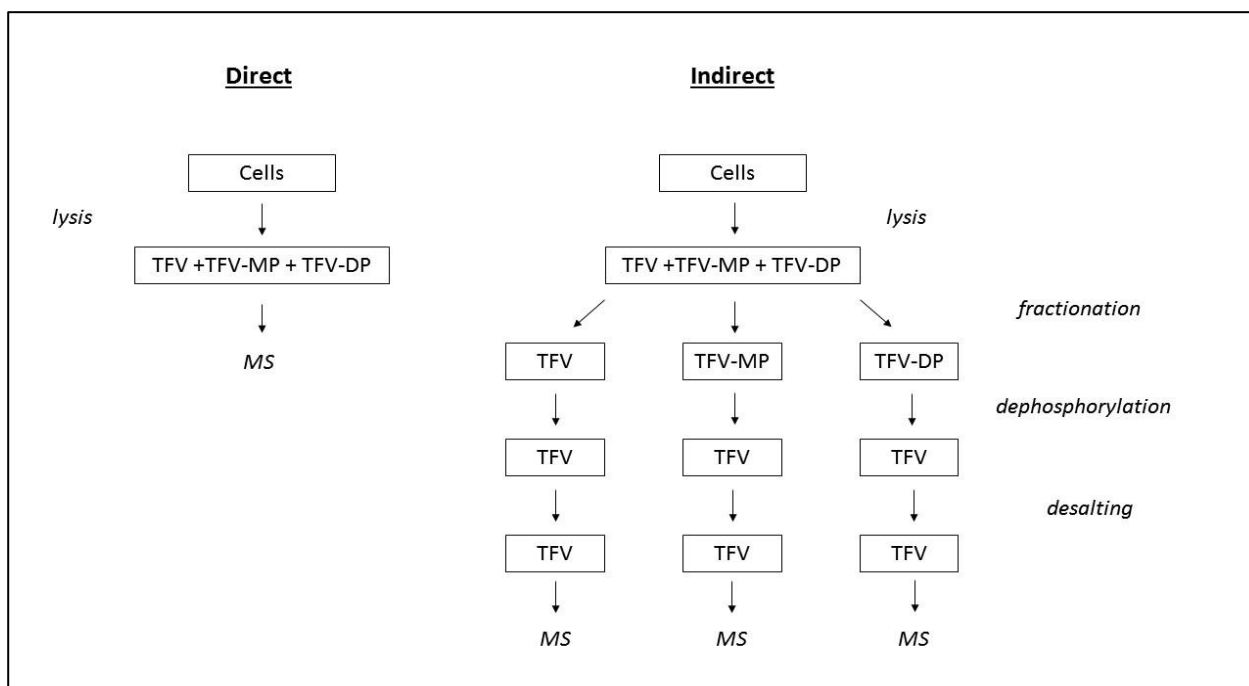 Direct
Indirect
Cells
Cells
lysis
lysis
TFV +TFV-MP + TFV-DP
TFV +TFV-MP + TFV-DP
fractionation
MS
TFV
TFV-MP
TFV-DP
dephosphorylation
TFV
TFV
TFV
desalting
TFV
TFV
TFV
MS
MS
MS